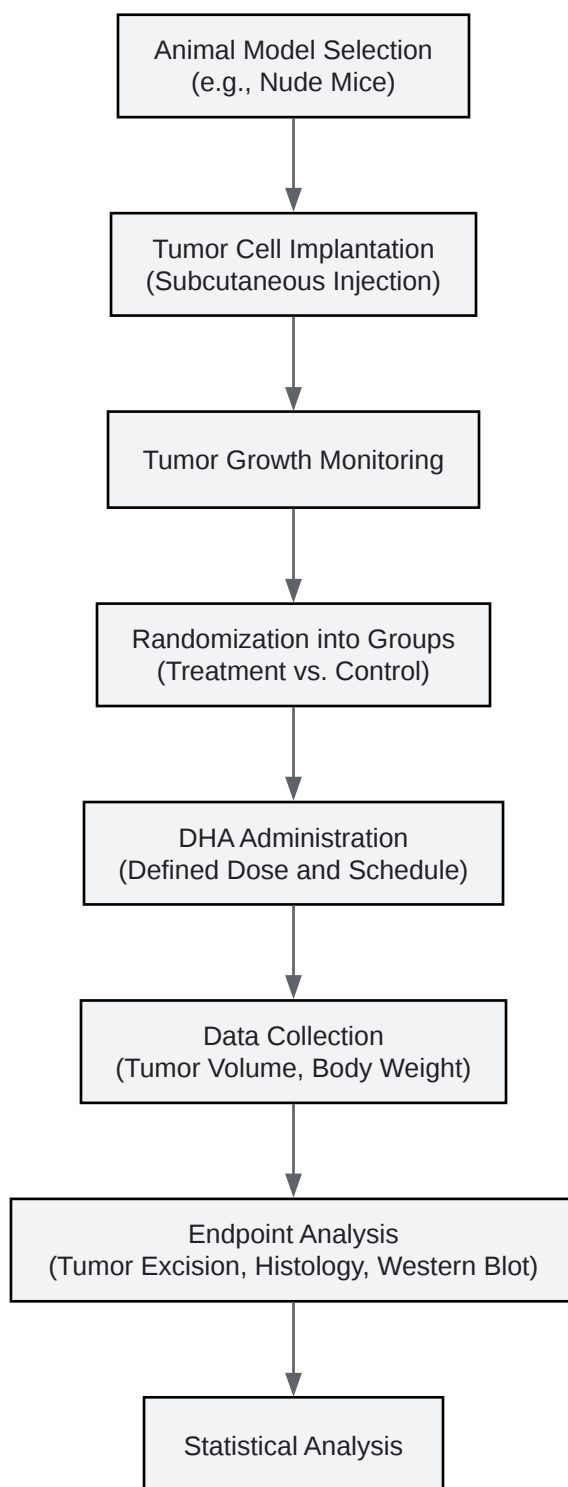 Animal Model Selection
(e.g., Nude Mice)
Tumor Cell Implantation
(Subcutaneous Injection)
Tumor Growth Monitoring
Randomization into Groups
(Treatment vs. Control)
DHA Administration
(Defined Dose and Schedule)
Data Collection
(Tumor Volume, Body Weight)
Endpoint Analysis
(Tumor Excision, Histology, Western Blot)
Statistical Analysis